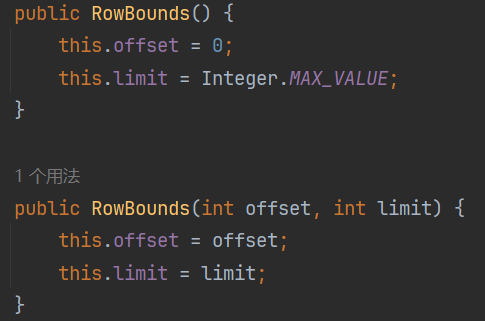 public RowBounds() {
this.offset = 0;
this.limit = Integer.MAX_VALUE;
}
1 个用法
public RowBounds(int offset, int limit) {
this.offset = offset;
this.limit = limit;
}